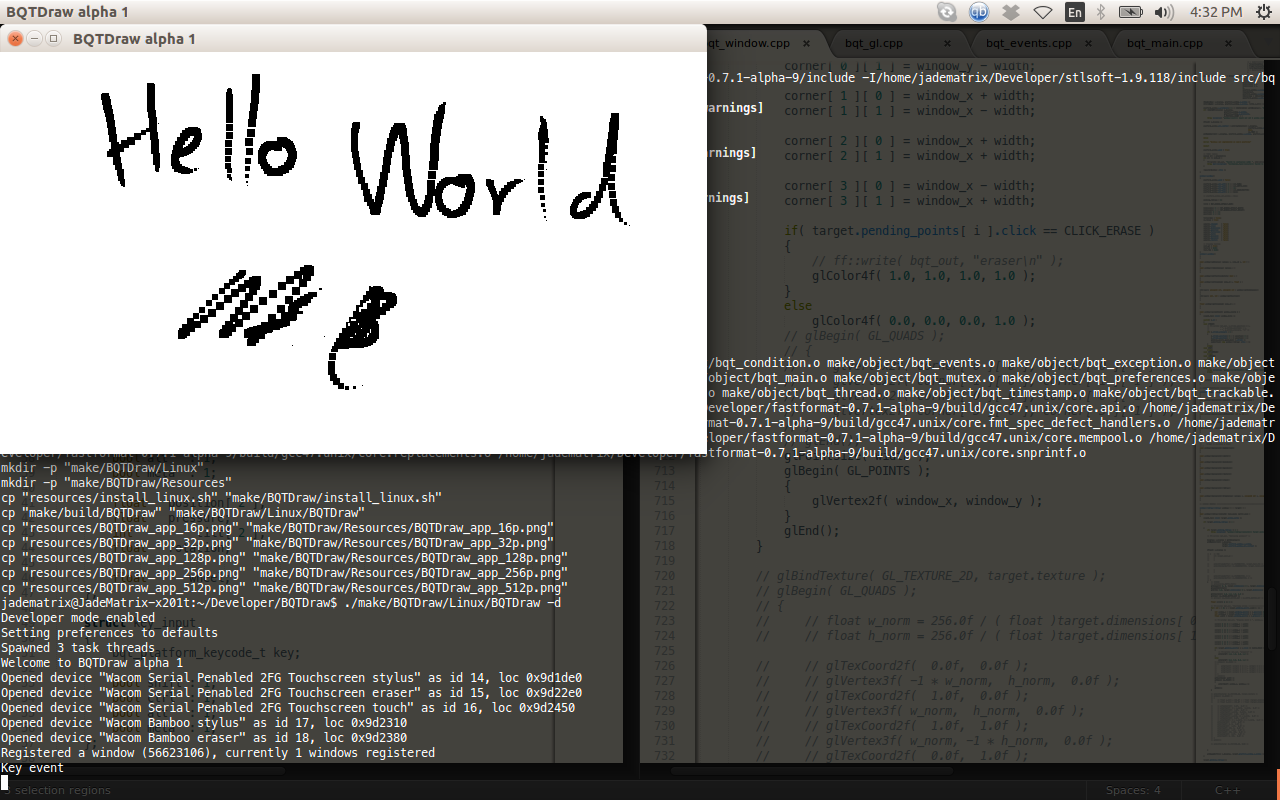 BQTDraw alpha 1
En
4:32 PM
BQTDraw alpha 1
Hello World
bqt_window.cpp
bqt_gl.cpp
bqt_events.cpp
bqt_main.cpp
corner[ 0 ][ 1 ] = window_y - width;
0.7.1-alpha-9/include -I/home/jadematrix/Developer/stlsoft-1.9.118/include src/bq
corner[ 1 ][ 0 ] = window_x + width;
arnings]
corner[ 1 ][ 1 ] = window_x - width;
corner[ 2 ][ 0 ] = window_x + width;
rnings]
corner[ 2 ][ 1 ] = window_x + width;
corner[ 3 ][ 0 ] = window_x - width;
nings]
corner[ 3 ][ 1 ] = window_x + width;
if( target.pending_points[ i ].click == CLICK_ERASE )
{
// ff::write( bqt_out, "eraser\n" );
glColor4f( 1.0, 1.0, 1.0, 1.0 );
}
else
glColor4f( 0.0, 0.0, 0.0, 1.0 );
// glBegin( GL_QUADS );
// {
/bqt_condition.o make/object/bqt_events.o make/object/bqt_exception.o make/object
object/bqt_main.o make/object/bqt_mutex.o make/object/bqt_preferences.o make/obje
o make/object/bqt_thread.o make/object/bqt_timestamp.o make/object/bqt_trackable.
eveloper/fastformat-0.7.1-alpha-9/build/gcc47.unix/core.api.o /home/jadematrix/De
mat-0.7.1-alpha-9/build/gcc47.unix/core.fmt_spec_defect_handlers.o /home/jadematr
loper/fastformat-0.7.1-alpha-9/build/gcc47.unix/core.mempool.o /home/jadematrix/D
stformat-0.7.1-alpha-9/build/gcc47.unix/core.snprintf.o
mkdir -p "make/BQTDraw/Linux"
mkdir -p "make/BQTDraw/Resources"
cp "resources/install_linux.sh" "make/BQTDraw/install_linux.sh"
cp "make/build/BQTDraw" "make/BQTDraw/Linux/BQTDraw"
cp "resources/BQTDraw_app_16p.png" "make/BQTDraw/Resources/BQTDraw_app_16p.png"
cp "resources/BQTDraw_app_32p.png" "make/BQTDraw/Resources/BQTDraw_app_32p.png"
cp "resources/BQTDraw_app_128p.png" "make/BQTDraw/Resources/BQTDraw_app_128p.png"
cp "resources/BQTDraw_app_256p.png" "make/BQTDraw/Resources/BQTDraw_app_256p.png"
cp "resources/BQTDraw_app_512p.png" "make/BQTDraw/Resources/BQTDraw_app_512p.png"
jadematrix@JadeMatrix-x201t:~/Developer/BQTDraw$ ./make/BQTDraw/Linux/BQTDraw -d
Developer mode enabled
Setting preferences to defaults
Spawned 3 task threads
Welcome to BQTDraw alpha 1
Opened device "Wacom Serial Penabled 2FG Touchscreen stylus" as id 14, loc 0x9d1de0
Opened device "Wacom Serial Penabled 2FG Touchscreen eraser" as id 15, loc 0x9d22e0
Opened device "Wacom Serial Penabled 2FG Touchscreen touch" as id 16, loc 0x9d2450
Opened device "Wacom Bamboo stylus" as id 17, loc 0x9d2310
Opened device "Wacom Bamboo eraser" as id 18, loc 0x9d2380
Registered a window (56623106), currently 1 windows registered
Key event
713 glBegin( GL_POINTS );
714 {
715 glVertex2f( window_x, window_y );
716 }
717 glEnd();
718 }
719
720 // glBindTexture( GL_TEXTURE_2D, target.texture );
721 // glBegin( GL_QUADS );
722 // {
723 // // float w_norm = 256.0f / ( float )target.dimensions[ 0
724 // // float h_norm = 256.0f / ( float )target.dimensions[ 1
725
726 // // glTexCoord2f( 0.0f, 0.0f );
727 // // glVertex3f( -1 * w_norm, h_norm, 0.0f );
728 // // glTexCoord2f( 1.0f, 0.0f );
729 // // glVertex3f( w_norm, h_norm, 0.0f );
730 // // glTexCoord2f( 1.0f, 1.0f );
731 // // glVertex3f( w_norm, -1 * h_norm, 0.0f );
732 // // glTexCoord2f( 0.0f, 1.0f );
3 selection regions
Spaces: 4
C++